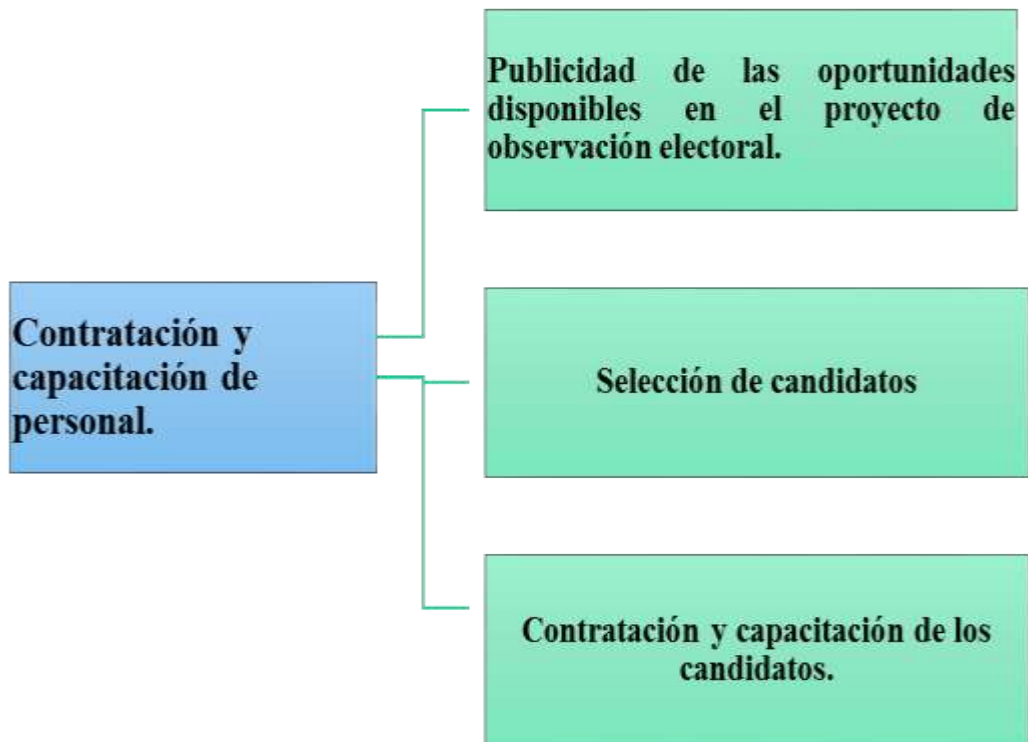 Publicidad de las oportunidades
disponibles en el proyecto de
observación electoral.
Contratación y
capacitación de
personal.
Selección de candidatos
Contratación y capacitación de los
candidatos.